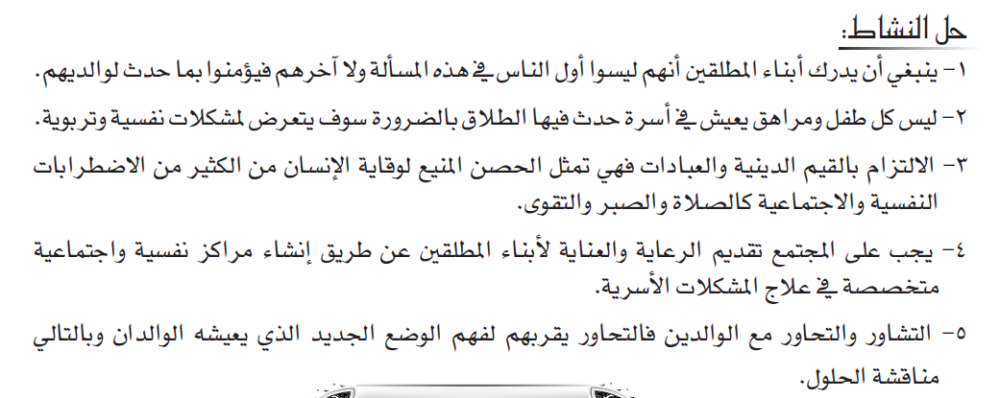 حل النشاط:
١- ينبغي أن يدرك أبناء المطلقين أنهم ليسوا أول الناس في هذه المسألة ولا آخرهم فيؤمنوا بما حدث لوالديهم.
٢- ليس كل طفل ومراهق يعيش في أسرة حدث فيها الطلاق بالضرورة سوف يتعرض لمشكلات نفسية وتربوية.
٣- الالتزام بالقيم الدينية والعبادات فهي تمثل الحصن المنيع لوقاية الإنسان من الكثير من الاضطرابات
النفسية والاجتماعية كالصلاة والصبر والتقوى.
٤- يجب على المجتمع تقديم الرعاية والعناية لأبناء المطلقين عن طريق إنشاء مراكز نفسية واجتماعية
متخصصة في علاج المشكلات الأسرية.
٥- التشاور والتحاور مع الوالدين فالتحاور يقربهم لفهم الوضع الجديد الذي يعيشه الوالدان وبالتالي
مناقشة الحلول.